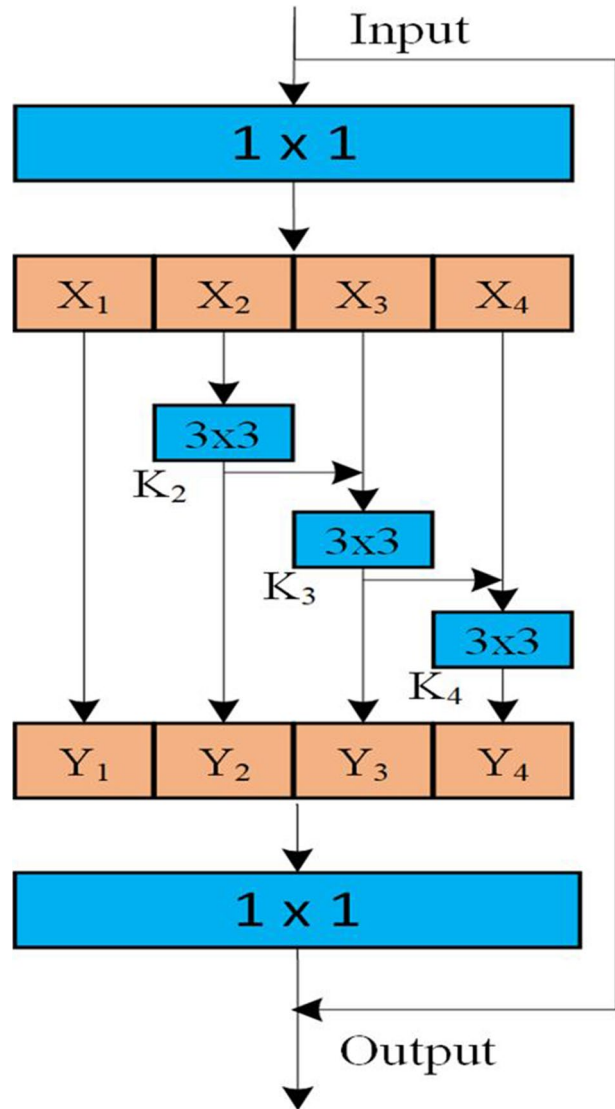 Input
1 x 1
X₁ X₂ X₃ X₄
3x3
K₂
3x3
K₃
3x3
K₄
Y₁ Y₂ Y₃ Y₄
1 x 1
Output